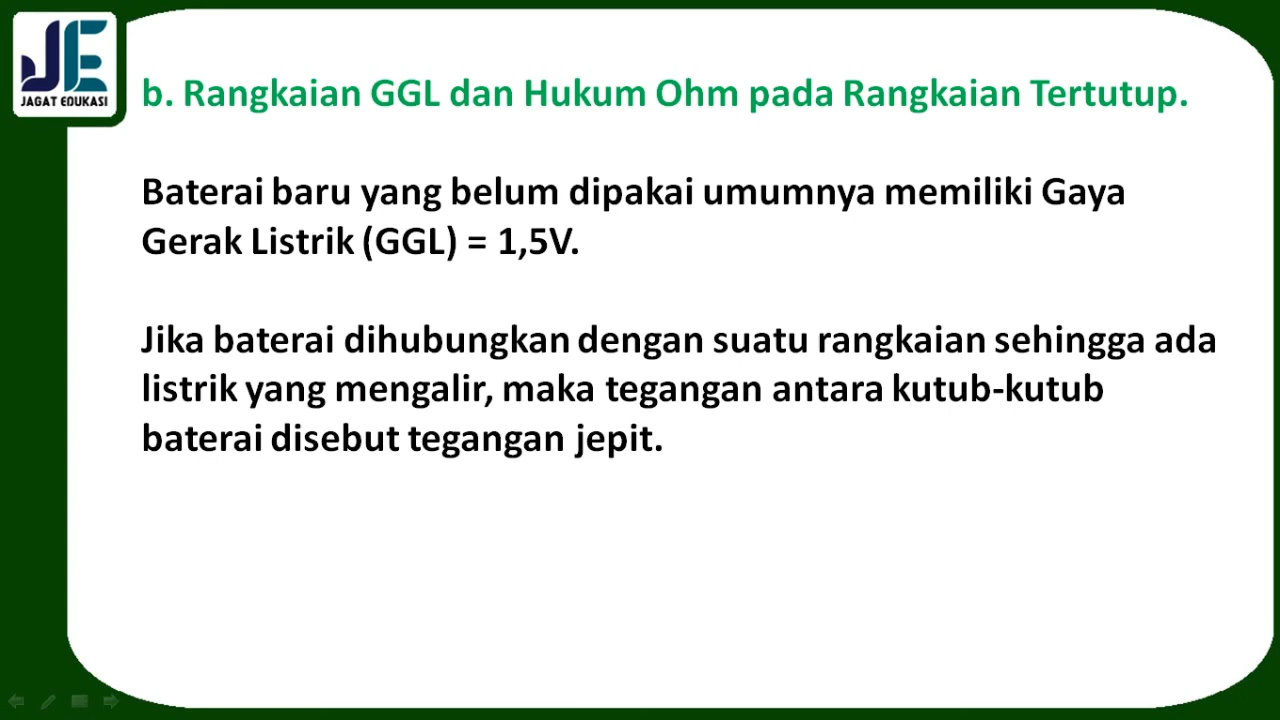 JE
JAGAT EDUKASI
b. Rangkaian GGL dan Hukum Ohm pada Rangkaian Tertutup.
Baterai baru yang belum dipakai umumnya memiliki Gaya
Gerak Listrik (GGL) = 1,5V.
Jika baterai dihubungkan dengan suatu rangkaian sehingga ada
listrik yang mengalir, maka tegangan antara kutub-kutub
baterai disebut tegangan jepit.